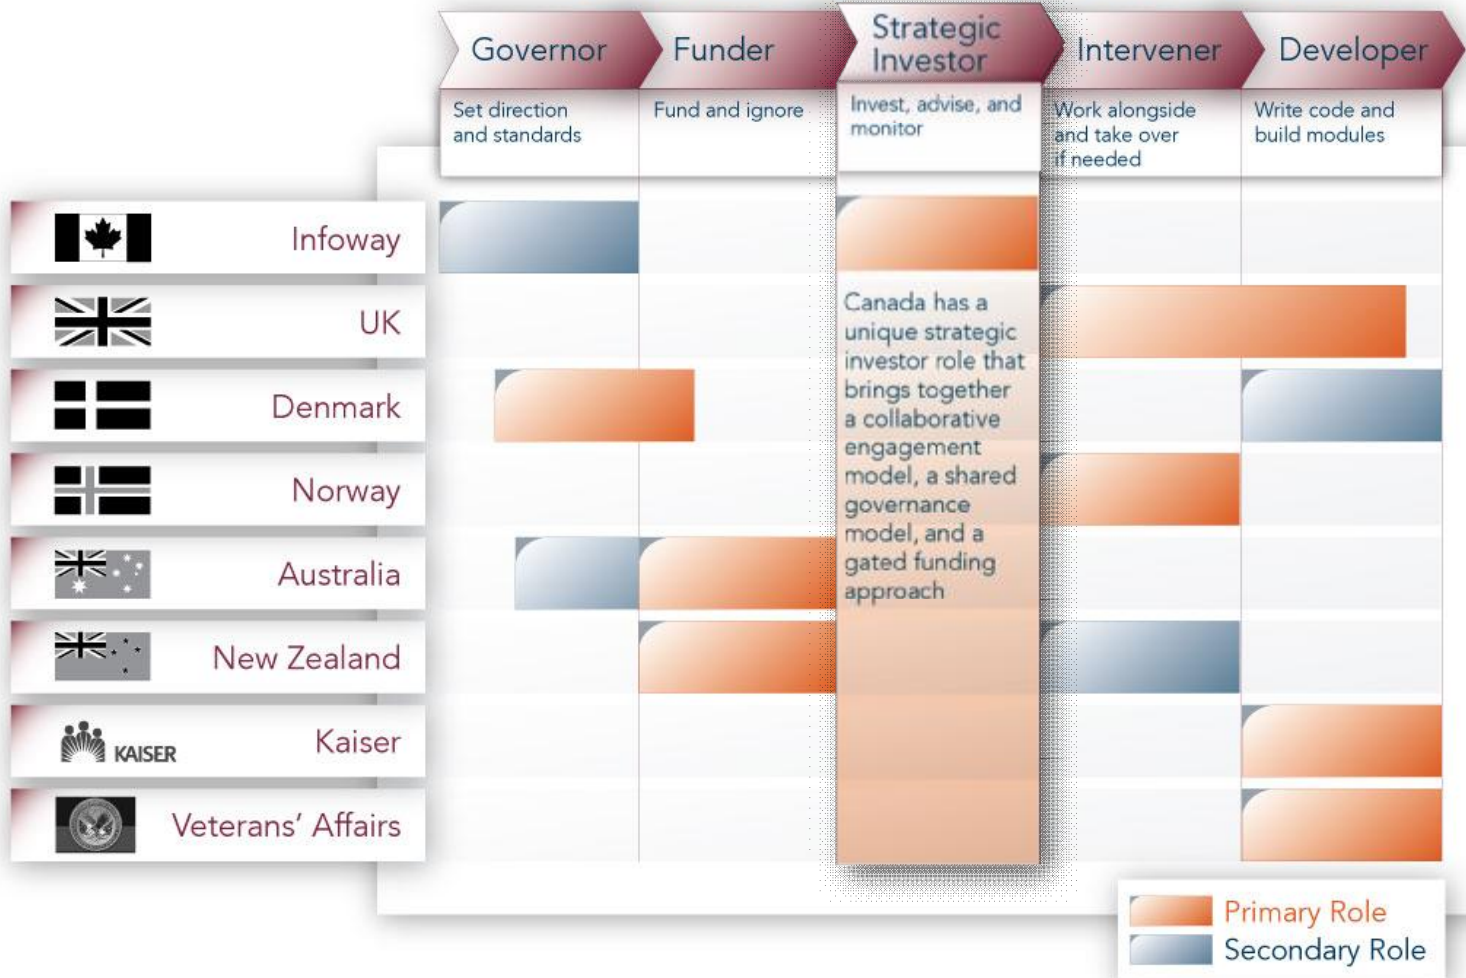 Governor
Funder
Strategic
Investor
Intervener
Developer
Set direction
and standards
Fund and ignore
Invest, advise, and
monitor
Work alongside
and take over
if needed
Write code and
build modules
Infoway
UK
Denmark
Norway
Australia
New Zealand
KAISER
Kaiser
Veterans’ Affairs
Canada has a
unique strategic
investor role that
brings together
a collaborative
engagement
model, a shared
governance
model, and a
gated funding
approach
Primary Role
Secondary Role